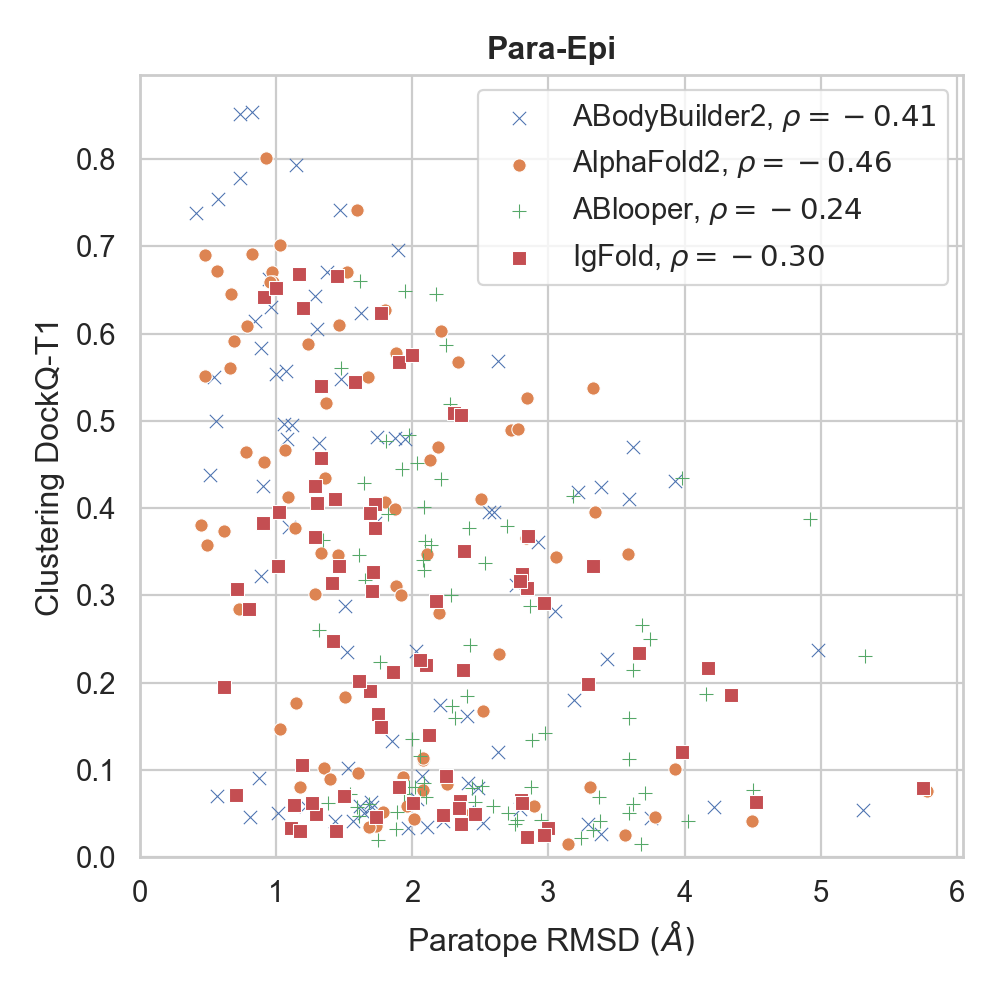 Para-Epi
ABodyBuilder2, ρ = −0.41
AlphaFold2, ρ = −0.46
ABlooper, ρ = −0.24
IgFold, ρ = −0.30
Clustering DockQ-T1
0.8
0.7
0.6
0.5
0.4
0.3
0.2
0.1
0.0
0 1 2 3 4 5 6
Paratope RMSD (Å)